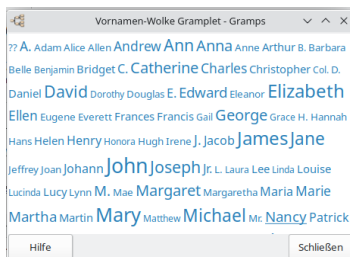 Vornamen-Wolke Gramplet - Gramps
?? A. Adam Alice Allen Andrew Ann Anna Anne Arthur B. Barbara
Belle Benjamin Bridget C. Catherine Charles Christopher Col. D.
Daniel David Dorothy Douglas E. Edward Eleanor Elizabeth
Ellen Eugene Everett Frances Francis Gail George Grace H. Hannah
Hans Helen Henry Honora Hugh Irene J. Jacob James Jane
Jeffrey Joan Johann John Joseph Jr. L. Laura Lee Linda Louise
Lucinda Lucy Lynn M. Mae Margaret Margaretha Maria Marie
Martha Martin Mary Matthew Michael Mr. Nancy Patrick
Hilfe Schließen